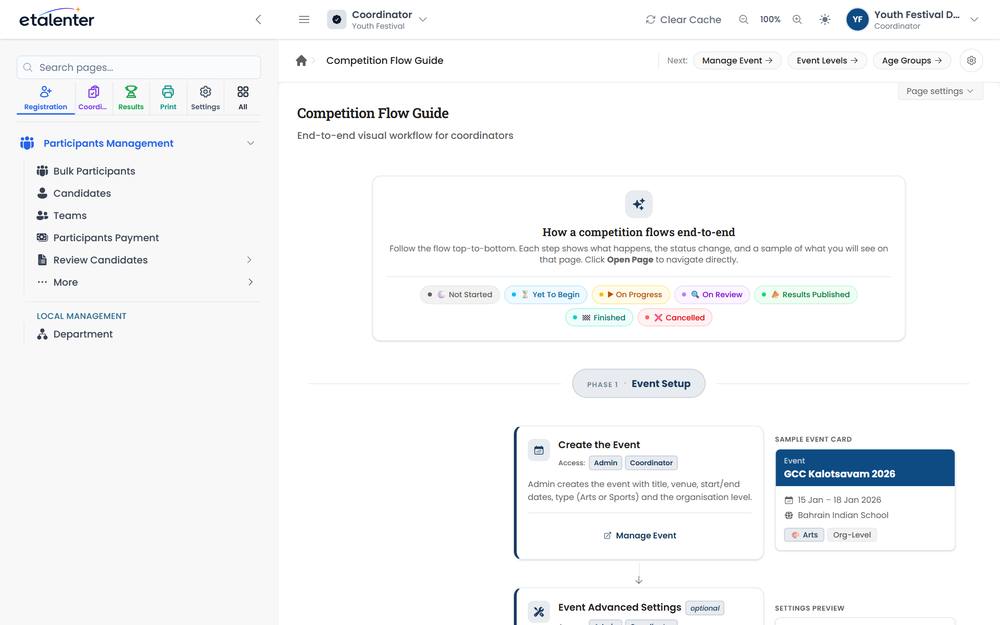 etalenter
Coordinator
Youth Festival
Clear Cache
100%
YF
Youth Festival D...
Coordinator
Search pages...
Registration
Coordi...
Results
Print
Settings
All
Participants Management
Bulk Participants
Candidates
Teams
Participants Payment
Review Candidates
More
LOCAL MANAGEMENT
Department
Competition Flow Guide
Next:
Manage Event →
Event Levels →
Age Groups →
Page settings
Competition Flow Guide
End-to-end visual workflow for coordinators
How a competition flows end-to-end
Follow the flow top-to-bottom. Each step shows what happens, the status change, and a sample of what you will see on
that page. Click Open Page to navigate directly.
Not Started
Yet To Begin
On Progress
On Review
Results Published
Finished
Cancelled
PHASE 1 · Event Setup
Create the Event
Access: Admin Coordinator
Admin creates the event with title, venue, start/end
dates, type (Arts or Sports) and the organisation level.
Manage Event
SAMPLE EVENT CARD
Event
GCC Kalotsavam 2026
15 Jan – 18 Jan 2026
Bahrain Indian School
Arts
Org-Level
Event Advanced Settings optional
SETTINGS PREVIEW